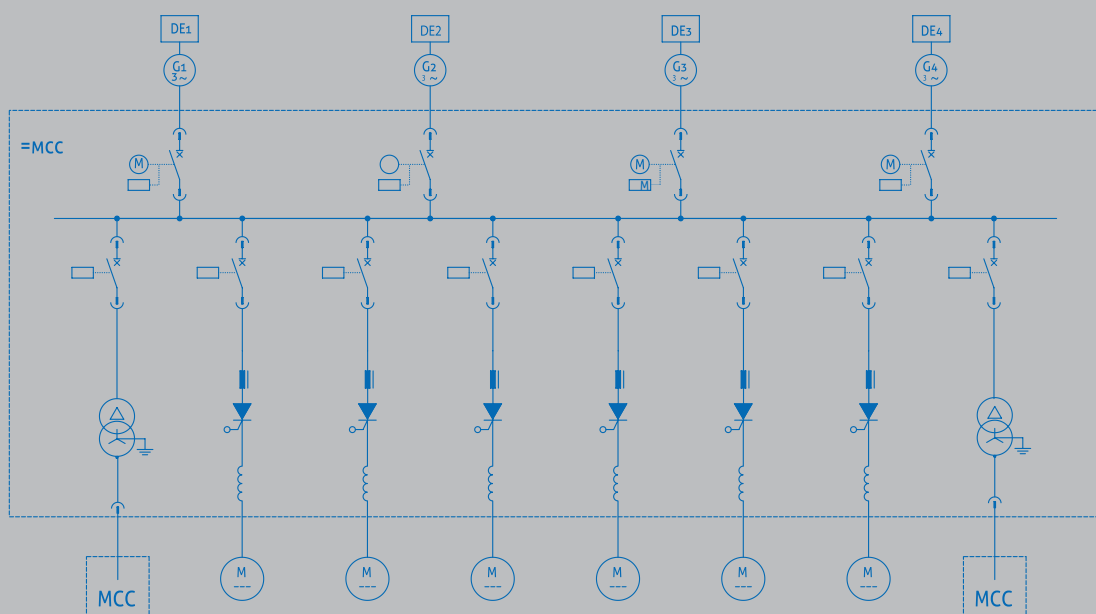 DE1 DE2 DE3 DE4
G1 G2 G3 G4
3 ~ 3 ~ 3 ~ 3 ~
=MCC
M M M
M
M M M M M M
MCC MCC